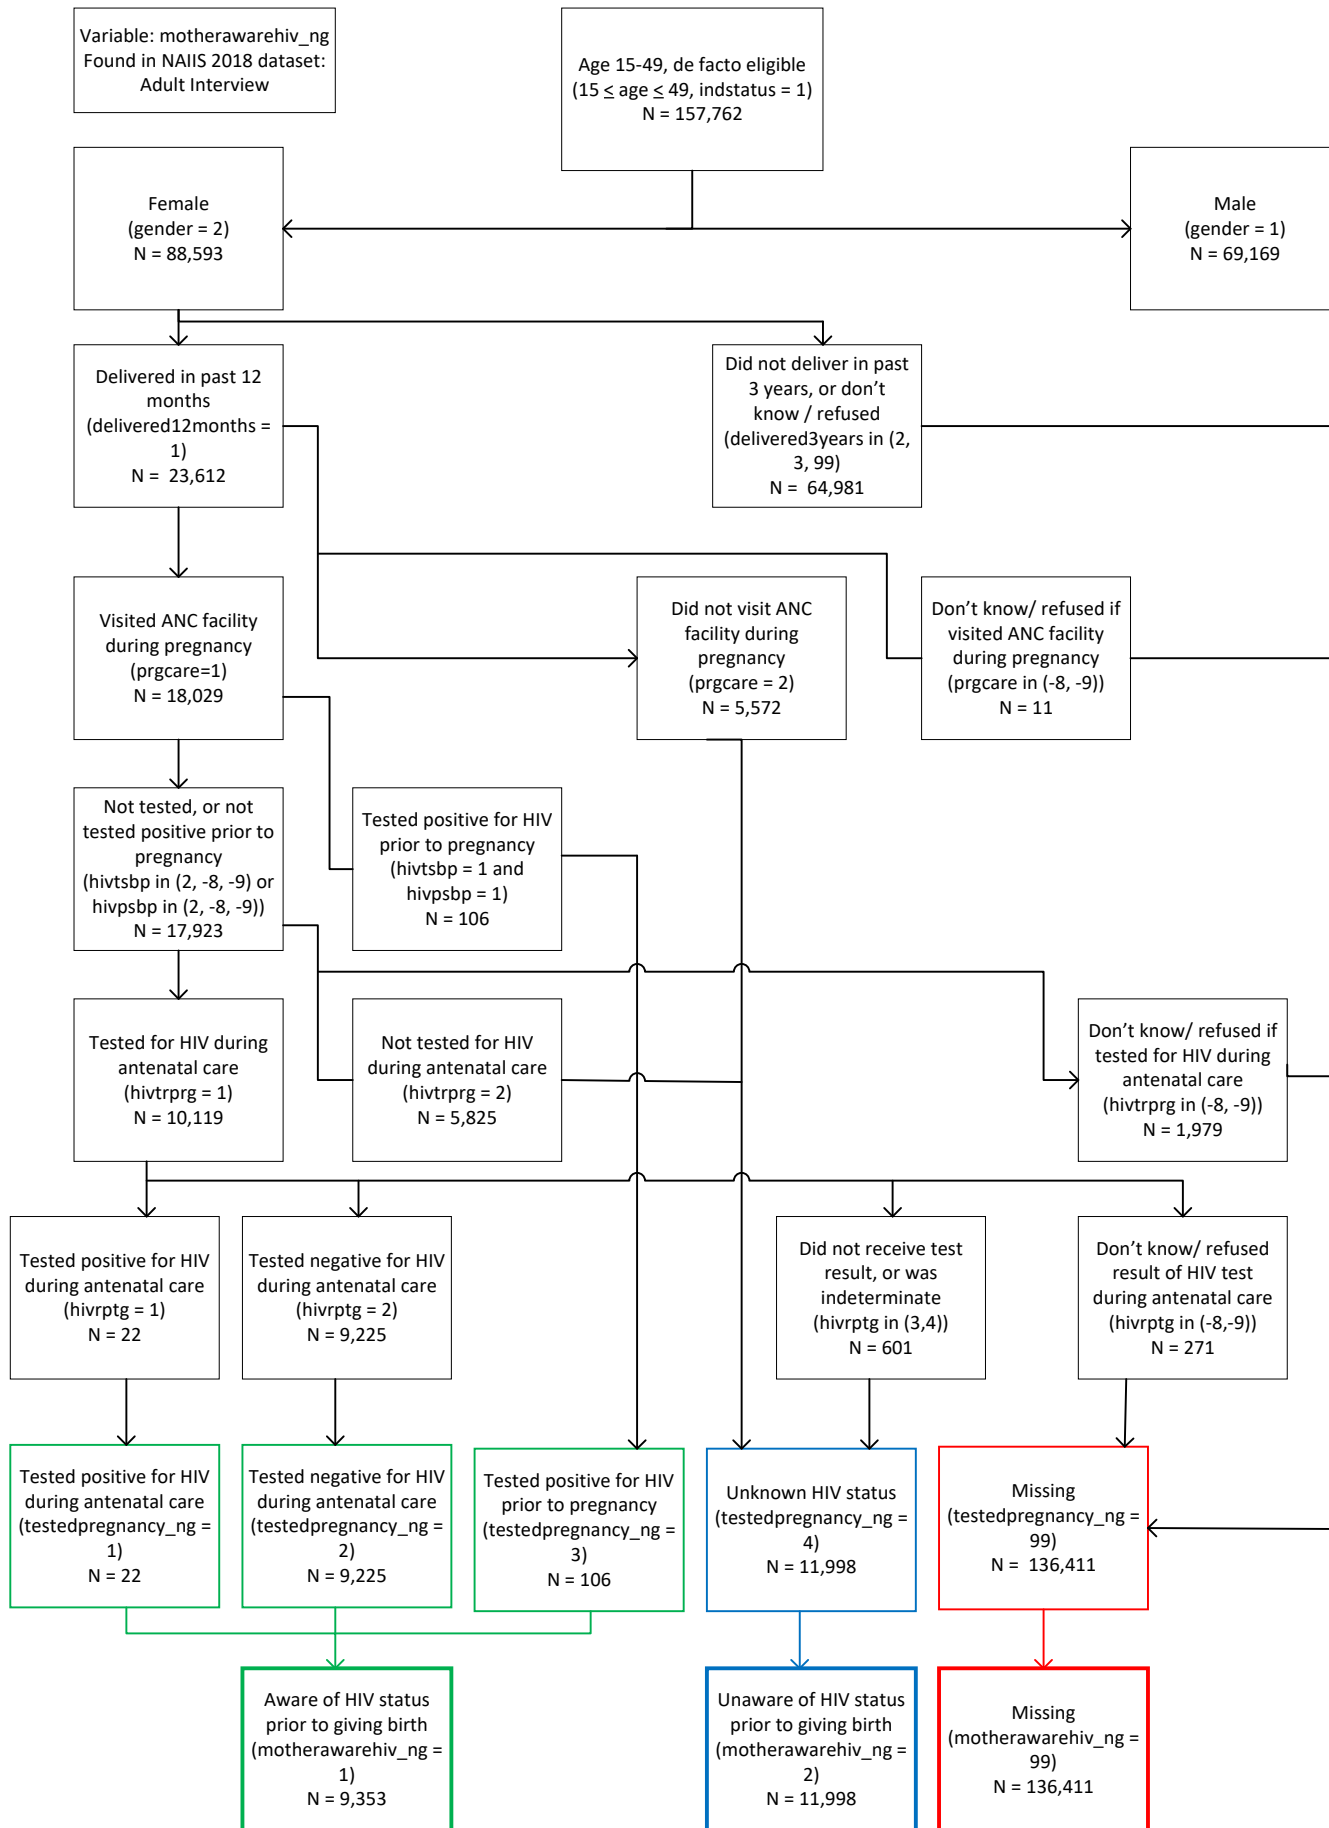 Variable: motherawarehiv_ng
Found in NAIIS 2018 dataset:
Adult Interview
Age 15-49, de facto eligible
(15 ≤ age ≤ 49, indstatus = 1)
N = 157,762
Female
(gender = 2)
N = 88,593
Male
(gender = 1)
N = 69,169
Delivered in past 12
months
(delivered12months =
1)
N = 23,612
Did not deliver in past
3 years, or don't
know / refused
(delivered3years in (2,
3, 99)
N = 64,981
Visited ANC facility
during pregnancy
(prgcare=1)
N = 18,029
Did not visit ANC
facility during
pregnancy
(prgcare = 2)
N = 5,572
Don't know/ refused if
visited ANC facility
during pregnancy
(prgcare in (-8, -9))
N = 11
Not tested, or not
tested positive prior to
pregnancy
(hivtsbp in (2, -8, -9) or
hivpsbp in (2, -8, -9))
N = 17,923
Tested positive for HIV
prior to pregnancy
(hivtsbp = 1 and
hivpsbp = 1)
N = 106
Tested for HIV during
antenatal care
(hivtrprg = 1)
N = 10,119
Not tested for HIV
during antenatal care
(hivtrprg = 2)
N = 5,825
Don't know/ refused if
tested for HIV during
antenatal care
(hivtrprg in (-8, -9))
N = 1,979
Tested positive for HIV
during antenatal care
(hivrptg = 1)
N = 22
Tested negative for HIV
during antenatal care
(hivrptg = 2)
N = 9,225
Did not receive test
result, or was
indeterminate
(hivrptg in (3,4))
N = 601
Don't know/ refused
result of HIV test
during antenatal care
(hivrptg in (-8,-9))
N = 271
Tested positive for HIV
during antenatal care
(testedpregnancy_ng =
1)
N = 22
Tested negative for HIV
during antenatal care
(testedpregnancy_ng =
2)
N = 9,225
Tested positive for HIV
prior to pregnancy
(testedpregnancy_ng =
3)
N = 106
Unknown HIV status
(testedpregnancy_ng =
4)
N = 11,998
Missing
(testedpregnancy_ng =
99)
N = 136,411
Aware of HIV status
prior to giving birth
(motherawarehiv_ng =
1)
N = 9,353
Unaware of HIV status
prior to giving birth
(motherawarehiv_ng =
2)
N = 11,998
Missing
(motherawarehiv_ng =
99)
N = 136,411